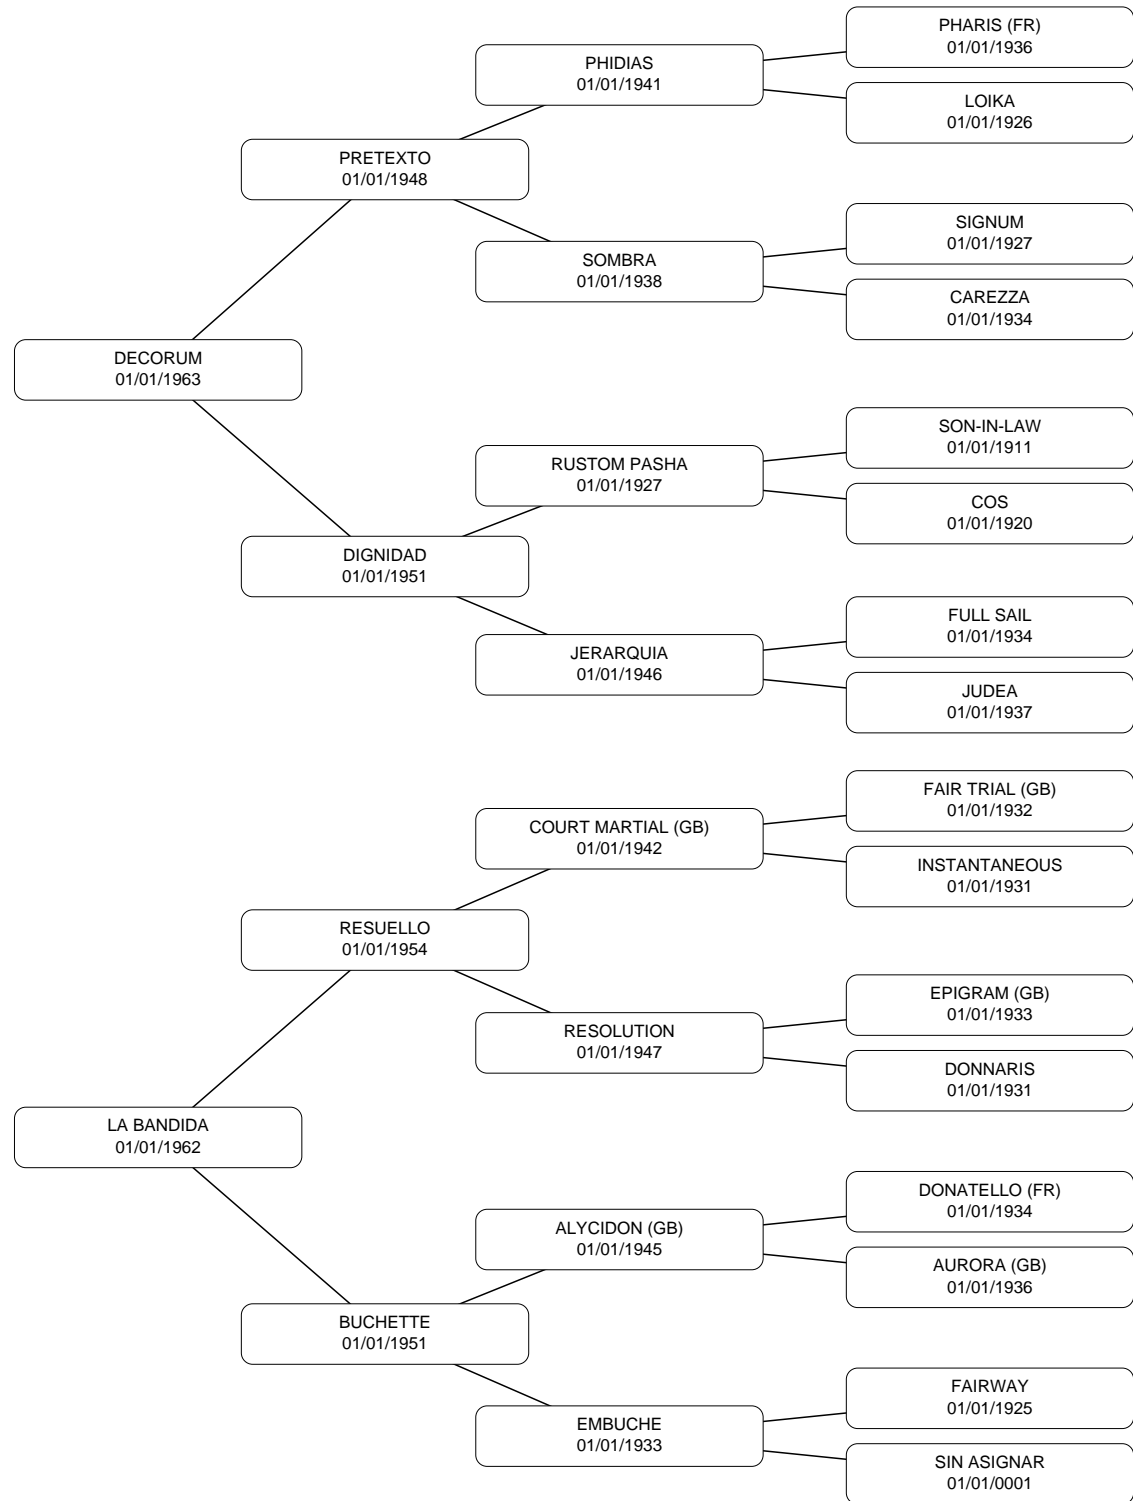 PHARIS (FR)
01/01/1936
PHIDIAS
01/01/1941
LOIKA
01/01/1926
PRETEXTO
01/01/1948
SIGNUM
01/01/1927
SOMBRA
01/01/1938
CAREZZA
01/01/1934
DECORUM
01/01/1963
SON-IN-LAW
01/01/1911
RUSTOM PASHA
01/01/1927
COS
01/01/1920
DIGNIDAD
01/01/1951
FULL SAIL
01/01/1934
JERARQUIA
01/01/1946
JUDEA
01/01/1937
FAIR TRIAL (GB)
01/01/1932
COURT MARTIAL (GB)
01/01/1942
INSTANTANEOUS
01/01/1931
RESUELLO
01/01/1954
EPIGRAM (GB)
01/01/1933
RESOLUTION
01/01/1947
DONNARIS
01/01/1931
LA BANDIDA
01/01/1962
DONATELLO (FR)
01/01/1934
ALYCIDON (GB)
01/01/1945
AURORA (GB)
01/01/1936
BUCHETTE
01/01/1951
FAIRWAY
01/01/1925
EMBUCHE
01/01/1933
SIN ASIGNAR
01/01/0001